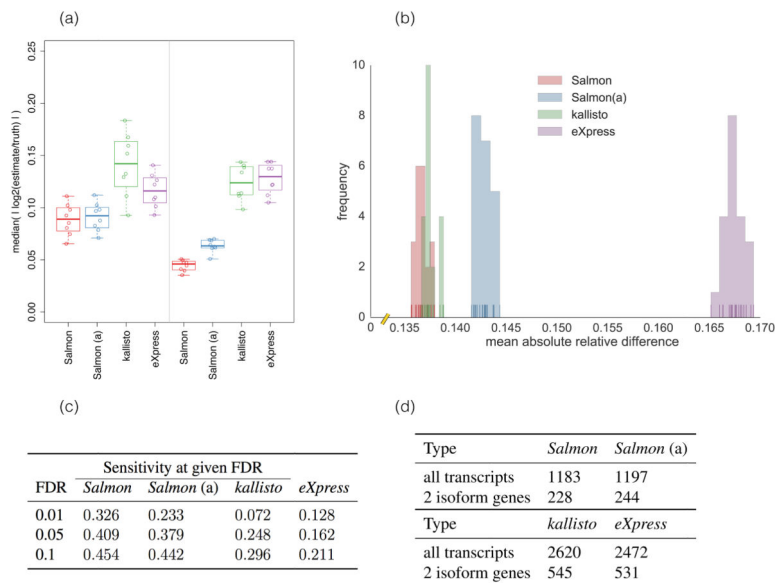 (a)
median( | log2(estimate/truth) | )
0.00
0.05
0.10
0.15
0.20
0.25
Salmon
Salmon (a)
kallisto
eXpress
Salmon
Salmon (a)
kallisto
eXpress
(b)
frequency
10
8
6
4
2
0
Salmon
Salmon(a)
kallisto
eXpress
0 0.135 0.140 0.145 0.150 0.155 0.160 0.165 0.170
mean absolute relative difference
(c)
Sensitivity at given FDR
FDR Salmon Salmon (a) kallisto eXpress
0.01 0.326 0.233 0.072 0.128
0.05 0.409 0.379 0.248 0.162
0.1 0.454 0.442 0.296 0.211
(d)
Type Salmon Salmon (a)
all transcripts 1183 1197
2 isoform genes 228 244
Type kallisto eXpress
all transcripts 2620 2472
2 isoform genes 545 531